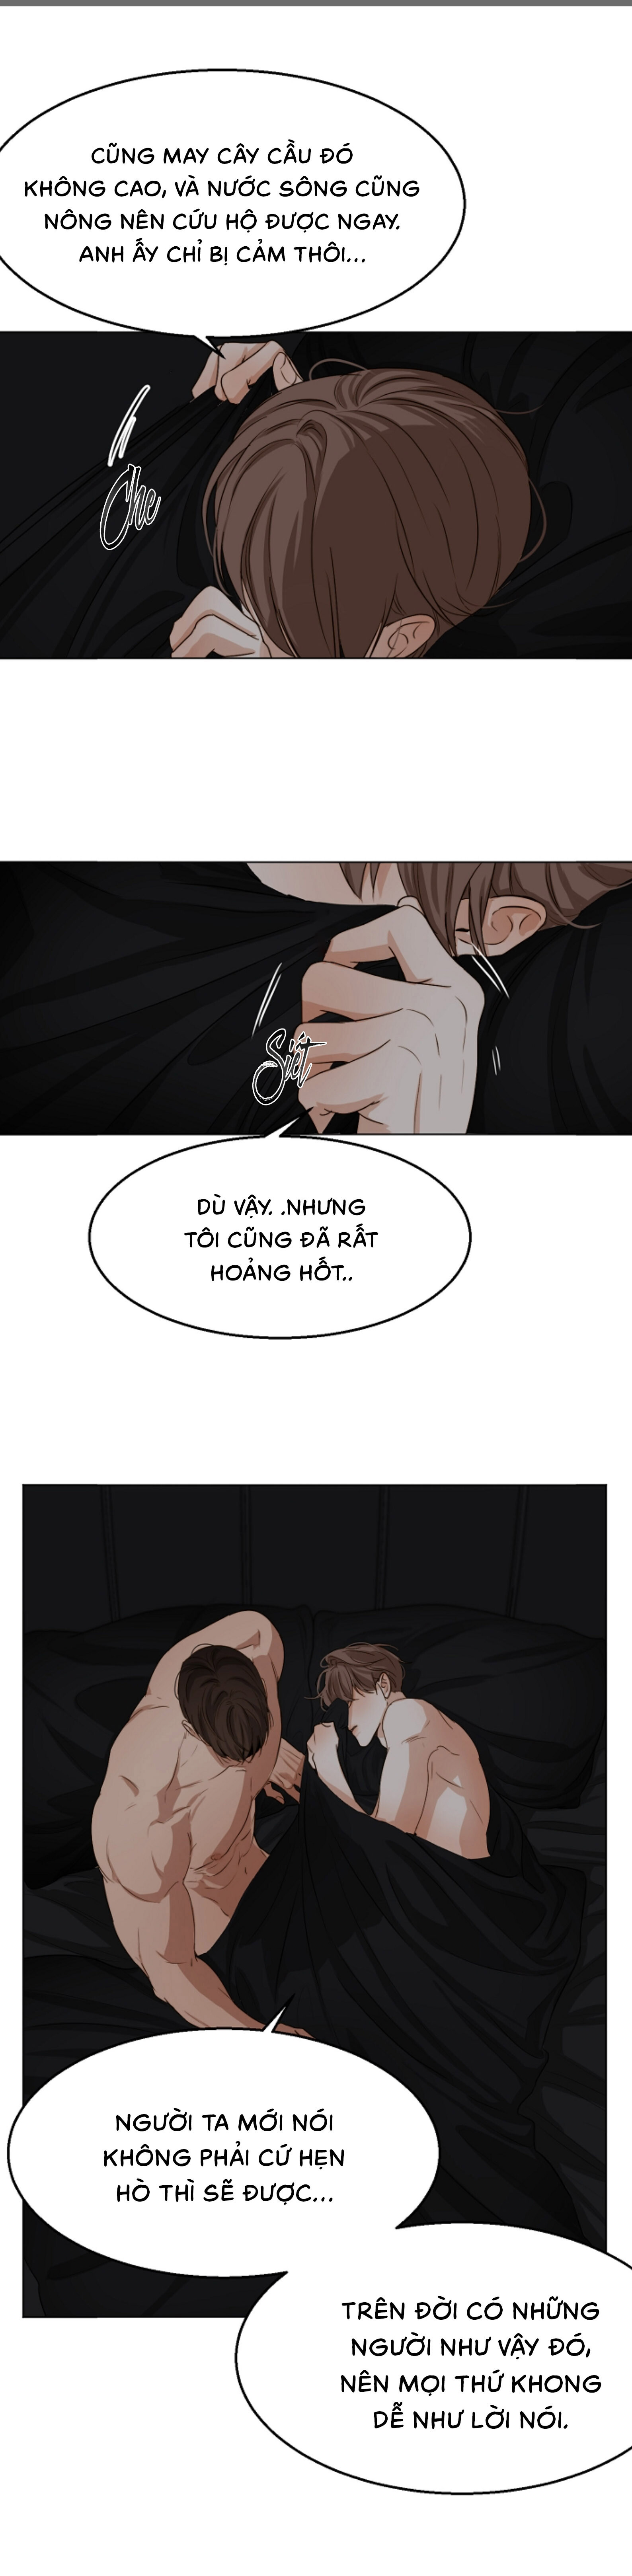 CŨNG MAY CÂY CẦU ĐÓ
KHÔNG CAO, VÀ NƯỚC SÔNG CŨNG
NÔNG NÊN CỨU HỘ ĐƯỢC NGAY.
ANH ẤY CHỈ BỊ CẢM THÔI...
Che
Siết
DÙ VẬY. .NHƯNG
TÔI CŨNG ĐÃ RẤT
HOẢNG HỐT..
NGƯỜI TA MỚI NÓI
KHÔNG PHẢI CỨ HẸN
HÒ THÌ SẼ ĐƯỢC...
TRÊN ĐỜI CÓ NHỮNG
NGƯỜI NHƯ VẬY ĐÓ,
NÊN MỌI THỨ KHONG
DỄ NHƯ LỜI NÓI.